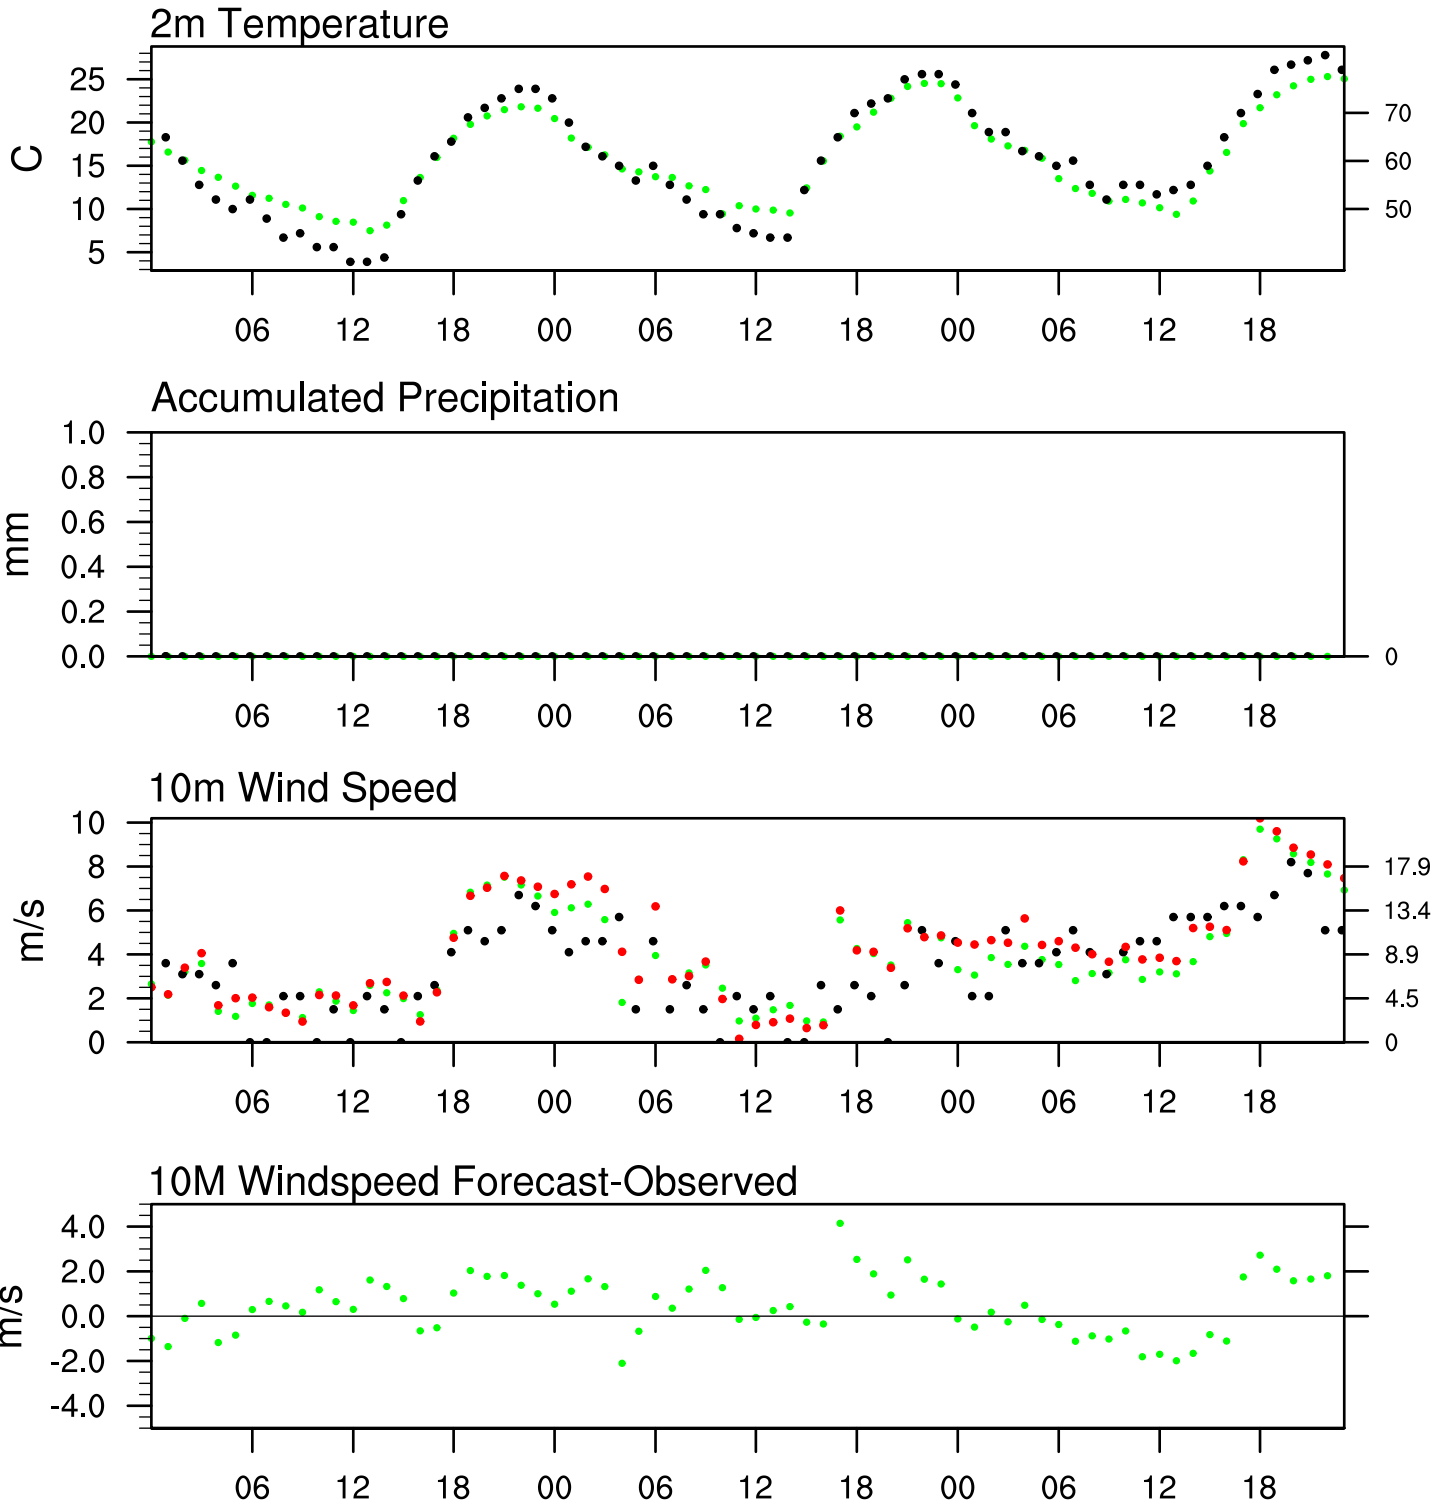 2m Temperature
25
20
15
10
5
C
70
60
50
06 12 18 00 06 12 18 00 06 12 18
Accumulated Precipitation
1.0
0.8
0.6
0.4
0.2
0.0
mm
0
06 12 18 00 06 12 18 00 06 12 18
10m Wind Speed
10
8
6
4
2
0
m/s
17.9
13.4
8.9
4.5
0
06 12 18 00 06 12 18 00 06 12 18
10M Windspeed Forecast-Observed
4.0
2.0
0.0
-2.0
-4.0
m/s
06 12 18 00 06 12 18 00 06 12 18